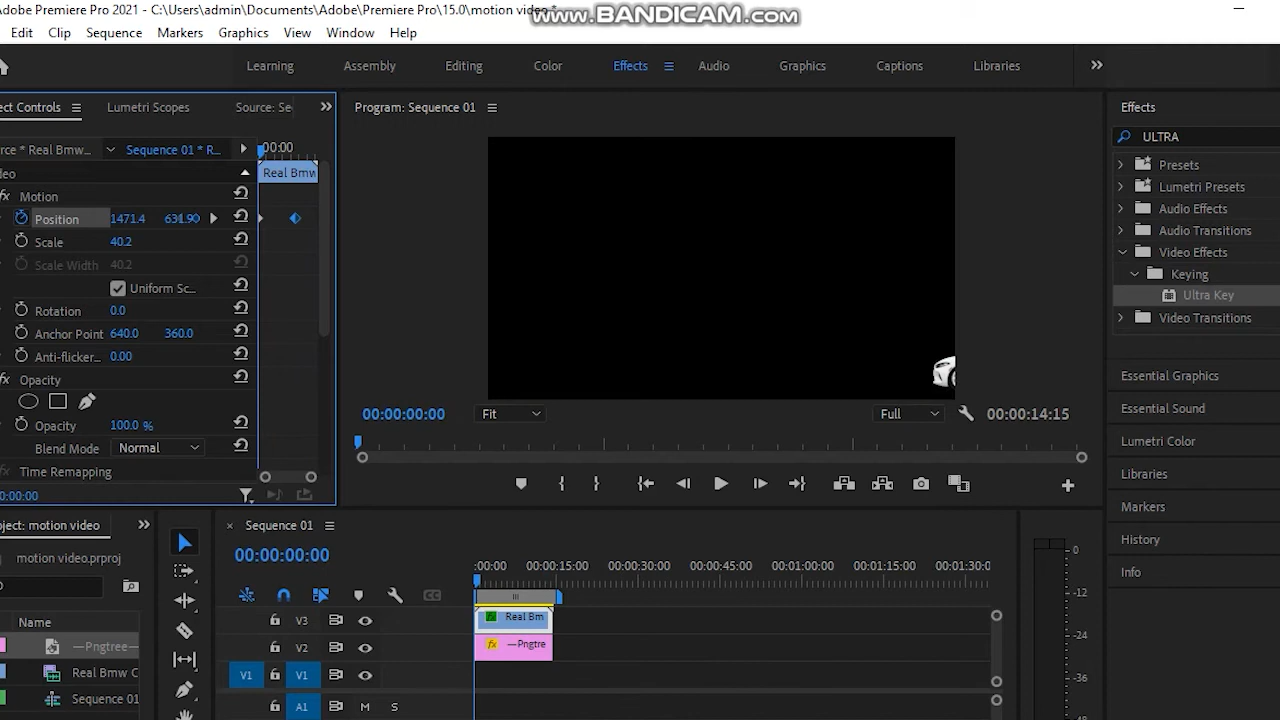 Adobe Premiere Pro 2021 - C:\Users\admin\Documents\Adobe\Premiere Pro\15.0\motion video *
www.BANDICAM.com
Edit Clip Sequence Markers Graphics View Window Help
Learning Assembly Editing Color Effects Audio Graphics Captions Libraries
ect Controls Lumetri Scopes Source: Se
Program: Sequence 01
Effects
rce * Real Bmw... Sequence 01 * R...
:00:00
ULTRA
deo
Real Bmw
fx Motion
Position 1471.4
Scale 40.2
Scale Width 40.2
Uniform Sc...
Rotation 0.0
Anchor Point 640.0 360.0
Anti-flicker... 0.00
fx Opacity
Opacity 100.0 %
Blend Mode Normal
fx Time Remapping
0:00:00
00:00:00:00 Fit Full 00:00:14:15
Presets
Lumetri Presets
Audio Effects
Audio Transitions
Video Effects
Keying
Ultra Key
Video Transitions
Essential Graphics
Essential Sound
Lumetri Color
Libraries
Markers
History
Info
oject: motion video
motion video.prproj
Name
—Pngtree—
Real Bmw C
Sequence 01
Sequence 01
00:00:00:00
:00:00 00:00:15:00 00:00:30:00 00:00:45:00 00:01:00:00 00:01:15:00 00:01:30:0
V3 Real Bm
V2 fx —Pngtre
V1 V1
A1 M S
0
-12
-24
-36